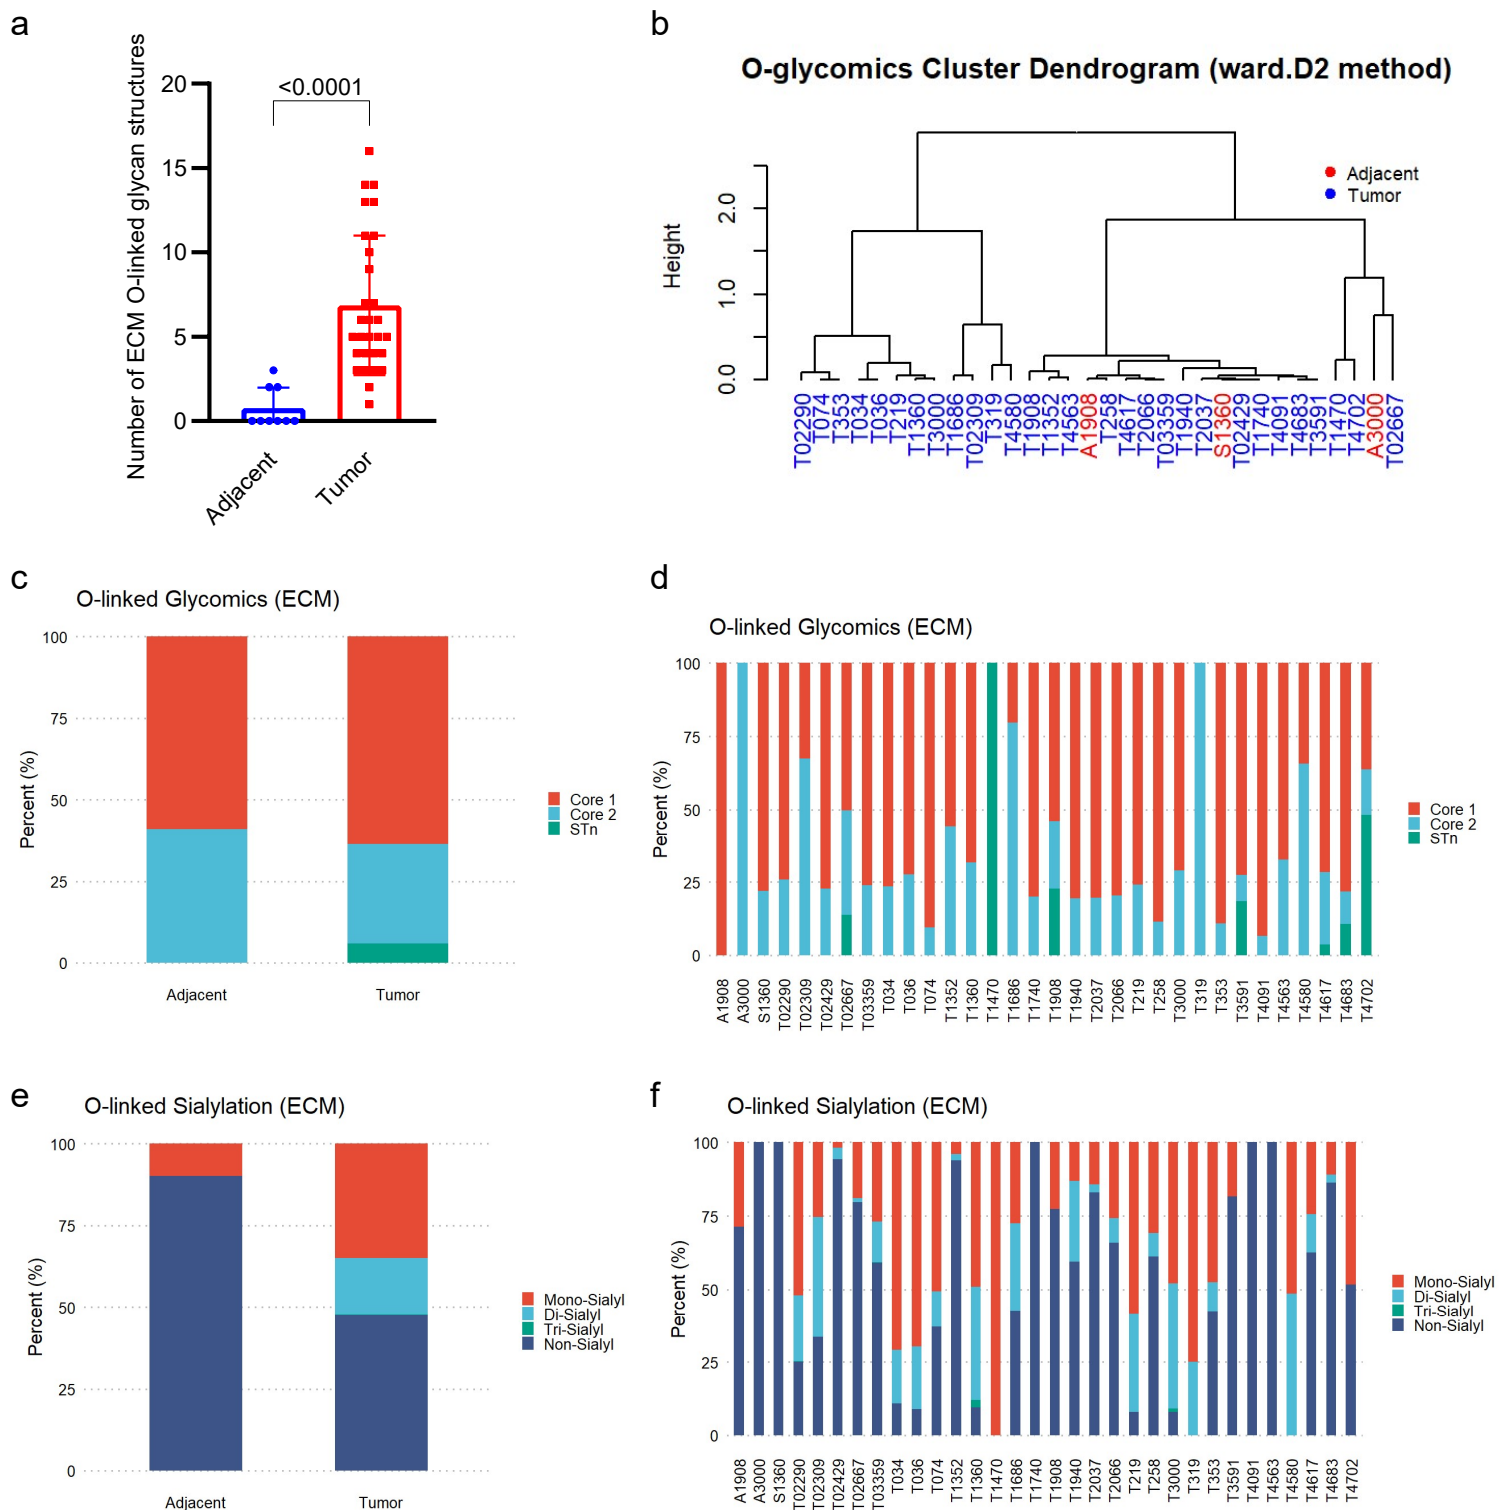 a
Number of ECM O-linked glycan structures
20
15
10
5
0
<0.0001
Adjacent
Tumor
b
O-glycomics Cluster Dendrogram (ward.D2 method)
Height
2.0
1.0
0.0
Adjacent
Tumor
T02290
T074
T353
T034
T036
T219
T1360
T3000
T1686
T02309
T319
T4580
T1908
T1352
T4563
A1908
T258
T4617
T2066
T03359
T1940
T2037
S1360
T02429
T1740
T4091
T4683
T3591
T1470
T4702
A3000
T02667
c
O-linked Glycomics (ECM)
Percent (%)
100
75
50
25
0
Adjacent
Tumor
Core 1
Core 2
STn
d
O-linked Glycomics (ECM)
Percent (%)
100
75
50
25
0
A1908
A3000
S1360
T02290
T02309
T02429
T02667
T03359
T034
T036
T074
T1352
T1360
T1470
T1686
T1740
T1908
T1940
T2037
T2066
T219
T258
T3000
T319
T353
T3591
T4091
T4563
T4580
T4617
T4683
T4702
Core 1
Core 2
STn
e
O-linked Sialylation (ECM)
Percent (%)
100
75
50
25
0
Adjacent
Tumor
Mono-Sialyl
Di-Sialyl
Tri-Sialyl
Non-Sialyl
f
O-linked Sialylation (ECM)
Percent (%)
100
75
50
25
0
A1908
A3000
S1360
T02290
T02309
T02429
T02667
T03359
T034
T036
T074
T1352
T1360
T1470
T1686
T1740
T1908
T1940
T2037
T2066
T219
T258
T3000
T319
T353
T3591
T4091
T4563
T4580
T4617
T4683
T4702
Mono-Sialyl
Di-Sialyl
Tri-Sialyl
Non-Sialyl